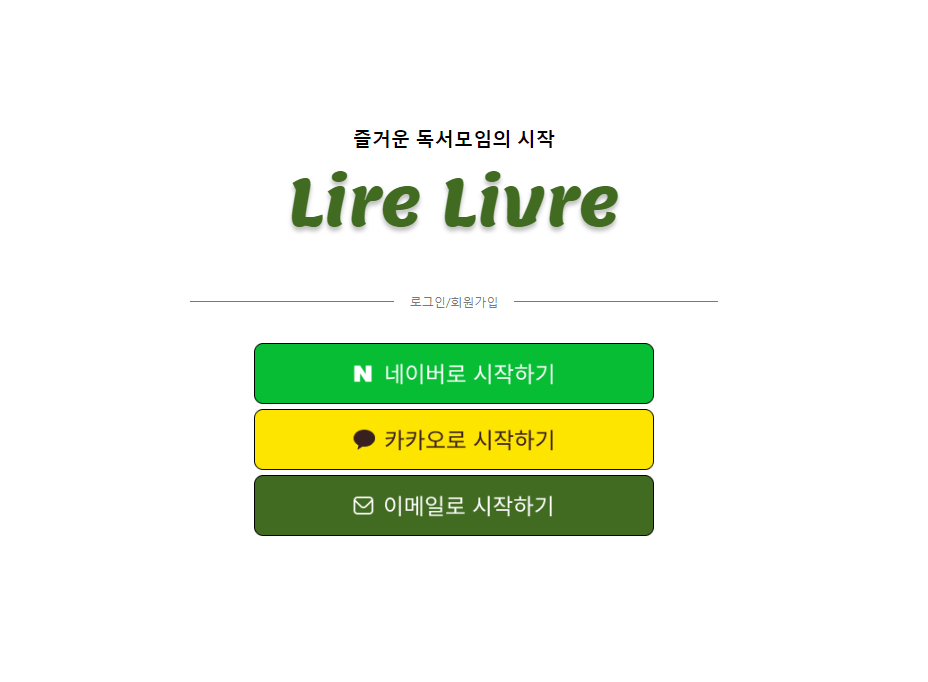 즐거운 독서모임의 시작
Lire Livre
로그인/회원가입
N 네이버로 시작하기
카카오로 시작하기
이메일로 시작하기